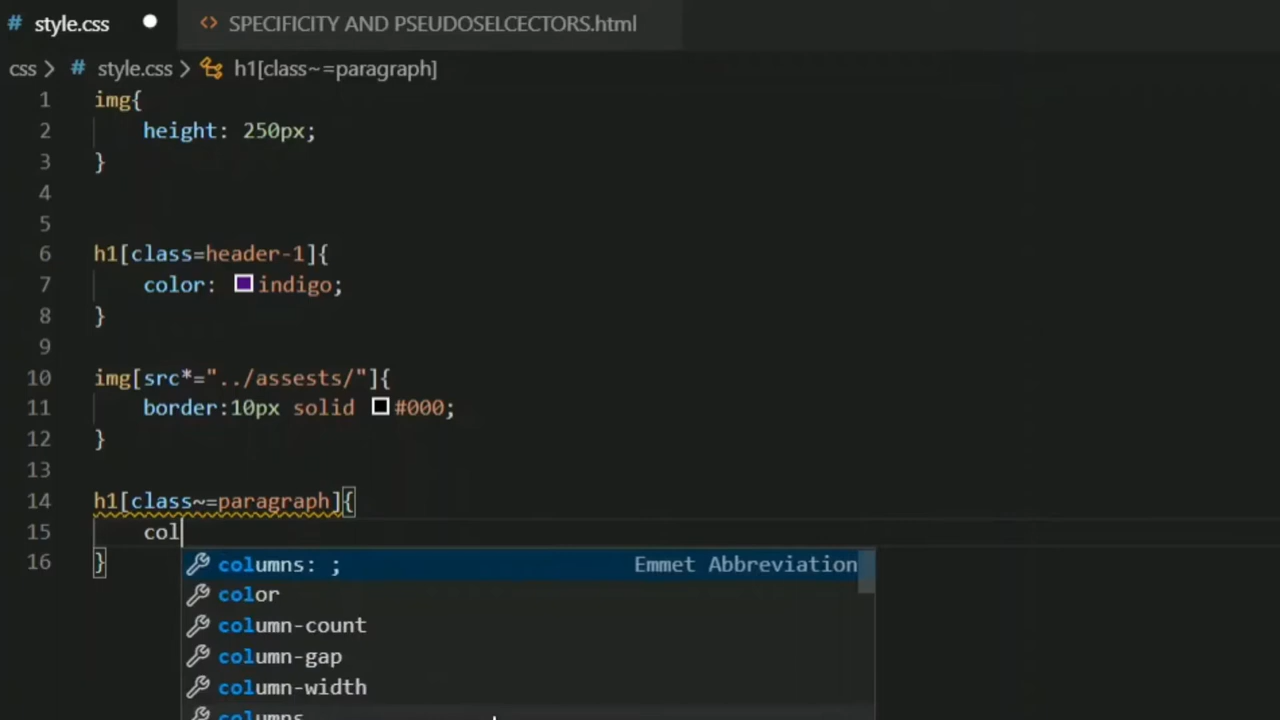 # style.css ● <> SPECIFICITY AND PSEUDOSELCECTORS.html
css > # style.css > h1[class~=paragraph]
1 img{
2 height: 250px;
3 }
4
5
6 h1[class=header-1]{
7 color: indigo;
8 }
9
10 img[src*="../assests/"]{
11 border:10px solid #000;
12 }
13
14 h1[class~=paragraph]{
15 col
16 }
columns: ; Emmet Abbreviation
color
column-count
column-gap
column-width
columns